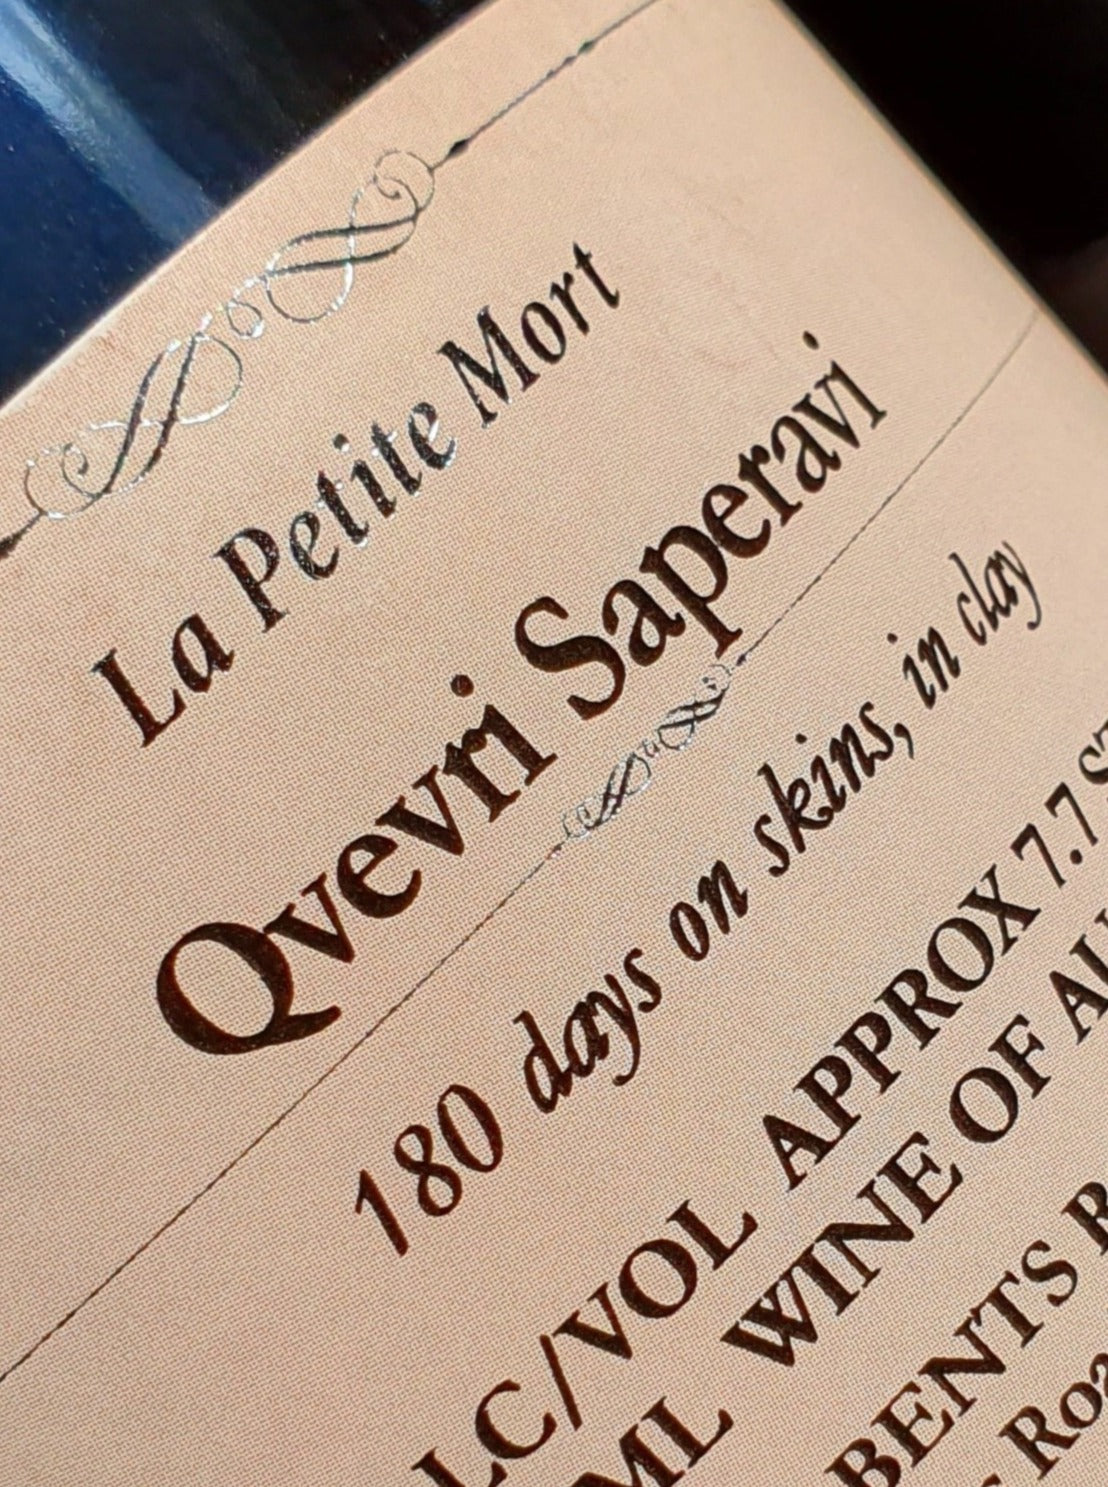 La Petite Mort
Qvevri Saperavi
180 days on skins, in clay
LC/VOL APPROX 7.7
ML WINE OF
BENTS
Roa